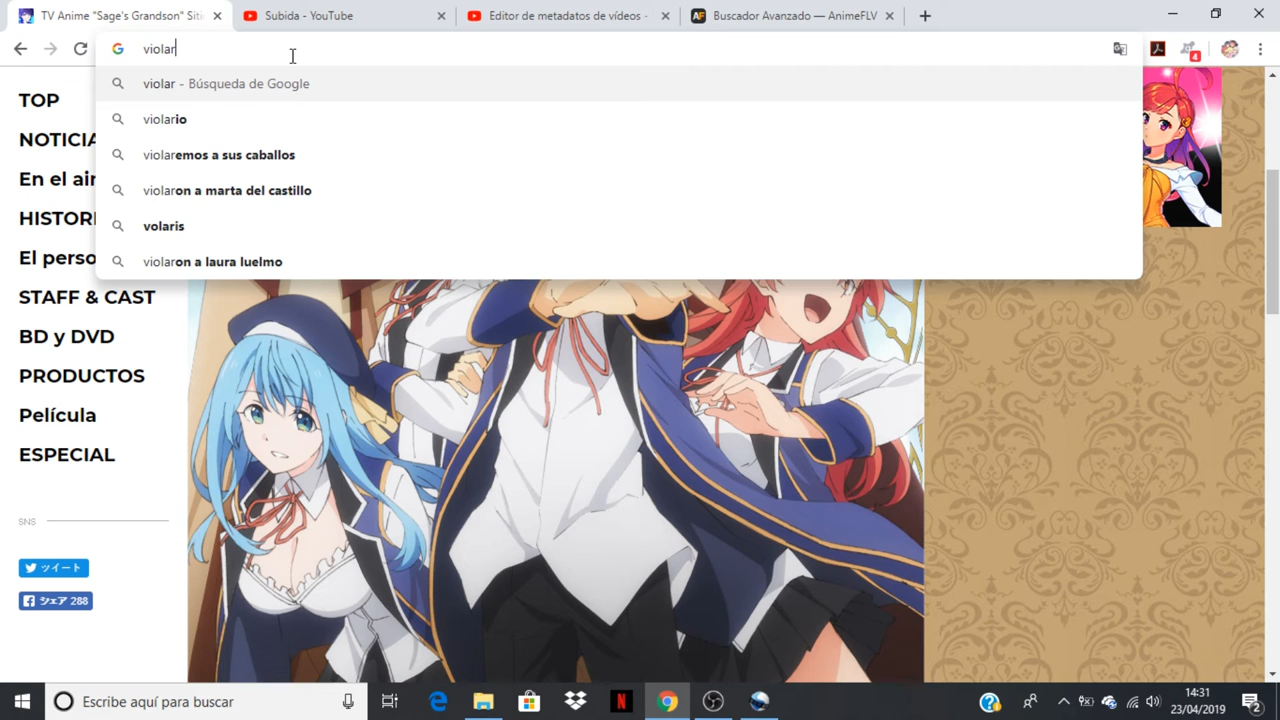 TV Anime "Sage's Grandson" Siti
Subida - YouTube
Editor de metadatos de vídeos -
AF
Buscador Avanzado — AnimeFLV
violar
4
violar - Búsqueda de Google
violario
violaremos a sus caballos
violaron a marta del castillo
volaris
violaron a laura luelmo
TOP
NOTICIA
En el air
HISTORI
El perso
STAFF & CAST
BD y DVD
PRODUCTOS
Película
ESPECIAL
SNS
ツイート
シェア 288
Escribe aquí para buscar
14:31
23/04/2019
2